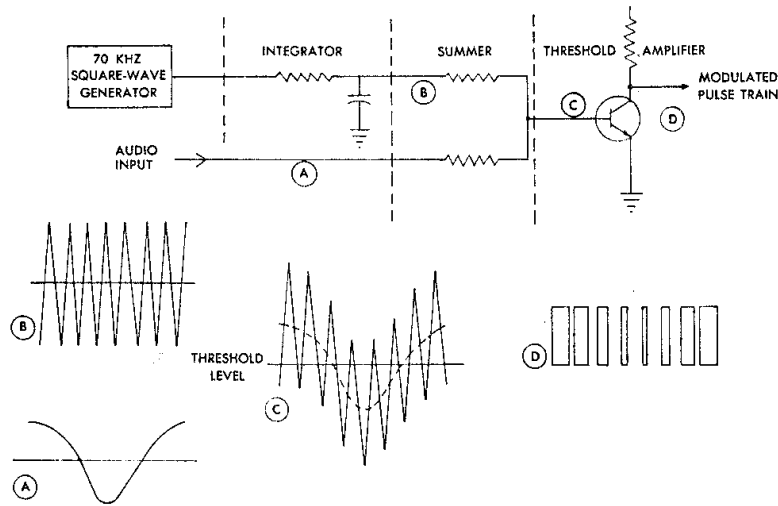 70 KHZ
SQUARE-WAVE
GENERATOR
INTEGRATOR
SUMMER
THRESHOLD
AMPLIFIER
MODULATED
PULSE TRAIN
B
C
D
AUDIO
INPUT
A
B
THRESHOLD
LEVEL
C
D
A